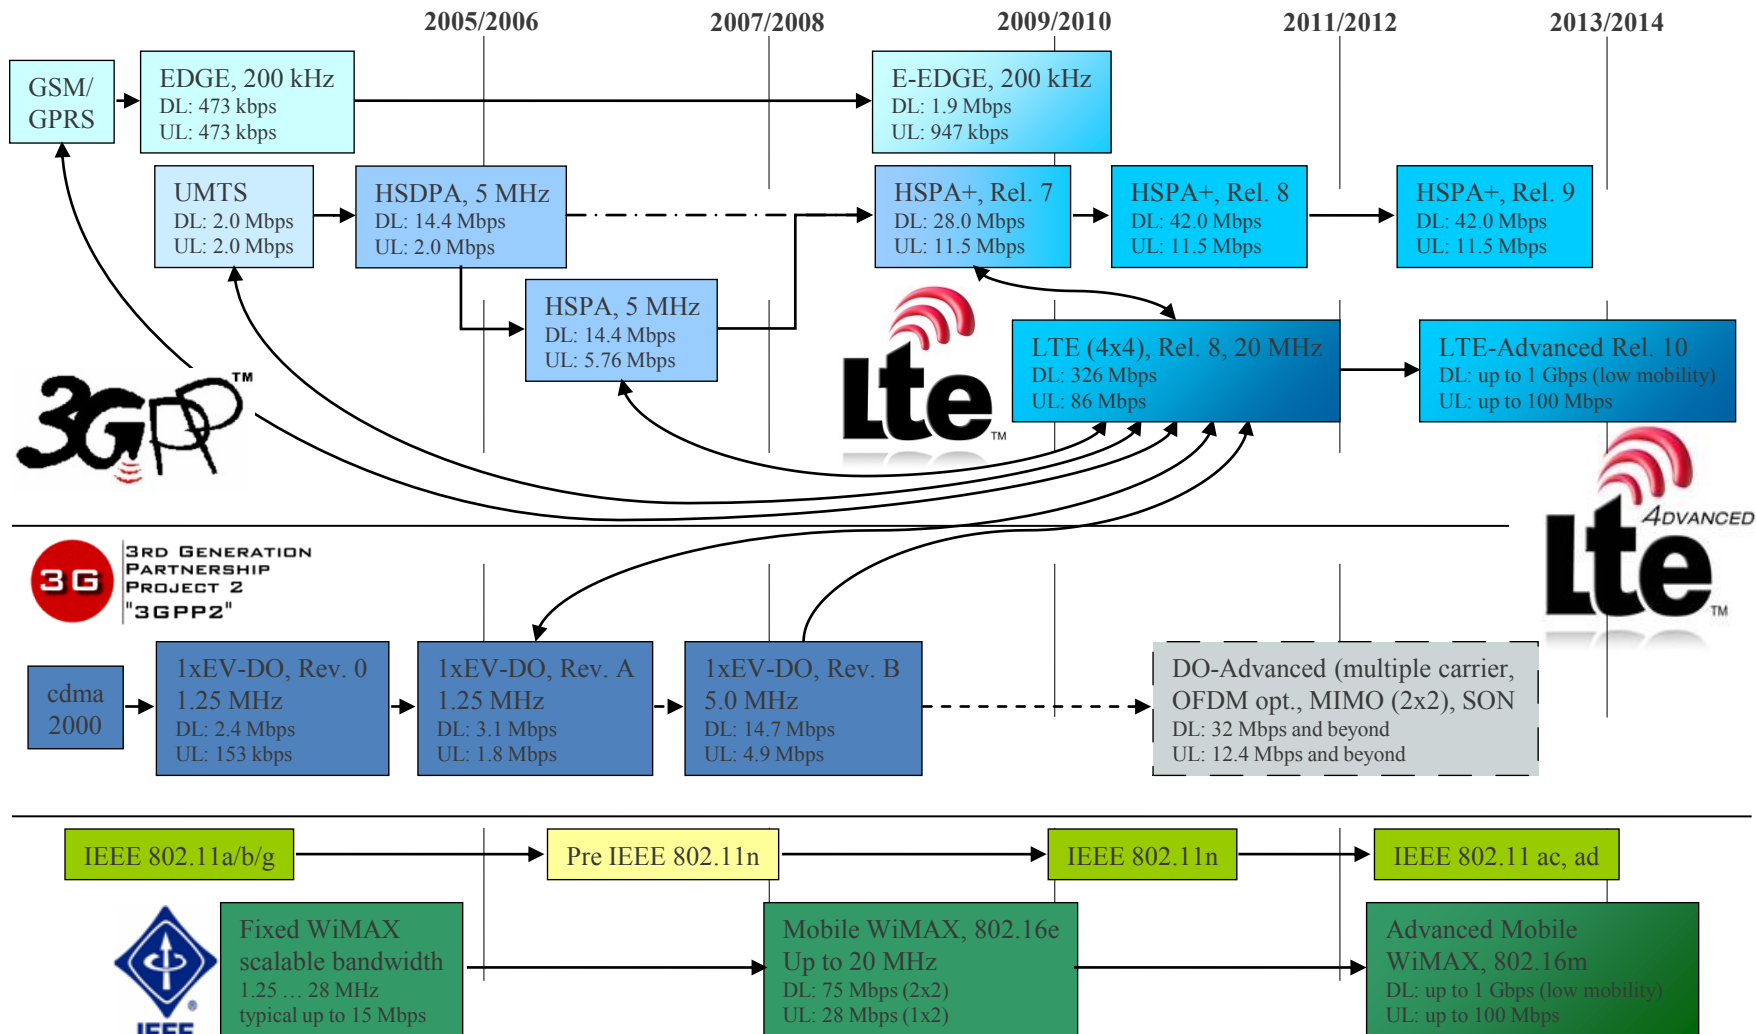 2005/2006
2007/2008
2009/2010
2011/2012
2013/2014
GSM/
GPRS
EDGE, 200 kHz
DL: 473 kbps
UL: 473 kbps
E-EDGE, 200 kHz
DL: 1.9 Mbps
UL: 947 kbps
UMTS
DL: 2.0 Mbps
UL: 2.0 Mbps
HSDPA, 5 MHz
DL: 14.4 Mbps
UL: 2.0 Mbps
HSPA+, Rel. 7
DL: 28.0 Mbps
UL: 11.5 Mbps
HSPA+, Rel. 8
DL: 42.0 Mbps
UL: 11.5 Mbps
HSPA+, Rel. 9
DL: 42.0 Mbps
UL: 11.5 Mbps
HSPA, 5 MHz
DL: 14.4 Mbps
UL: 5.76 Mbps
LTE (4x4), Rel. 8, 20 MHz
DL: 326 Mbps
UL: 86 Mbps
LTE-Advanced Rel. 10
DL: up to 1 Gbps (low mobility)
UL: up to 100 Mbps
3GPP™
Lte™
ADVANCED
Lte™
3G
3RD GENERATION
PARTNERSHIP
PROJECT 2
"3GPP2"
cdma
2000
1xEV-DO, Rev. 0
1.25 MHz
DL: 2.4 Mbps
UL: 153 kbps
1xEV-DO, Rev. A
1.25 MHz
DL: 3.1 Mbps
UL: 1.8 Mbps
1xEV-DO, Rev. B
5.0 MHz
DL: 14.7 Mbps
UL: 4.9 Mbps
DO-Advanced (multiple carrier,
OFDM opt., MIMO (2x2), SON
DL: 32 Mbps and beyond
UL: 12.4 Mbps and beyond
IEEE 802.11a/b/g
Pre IEEE 802.11n
IEEE 802.11n
IEEE 802.11 ac, ad
®
IEEE
Fixed WiMAX
scalable bandwidth
1.25 … 28 MHz
typical up to 15 Mbps
Mobile WiMAX, 802.16e
Up to 20 MHz
DL: 75 Mbps (2x2)
UL: 28 Mbps (1x2)
Advanced Mobile
WiMAX, 802.16m
DL: up to 1 Gbps (low mobility)
UL: up to 100 Mbps